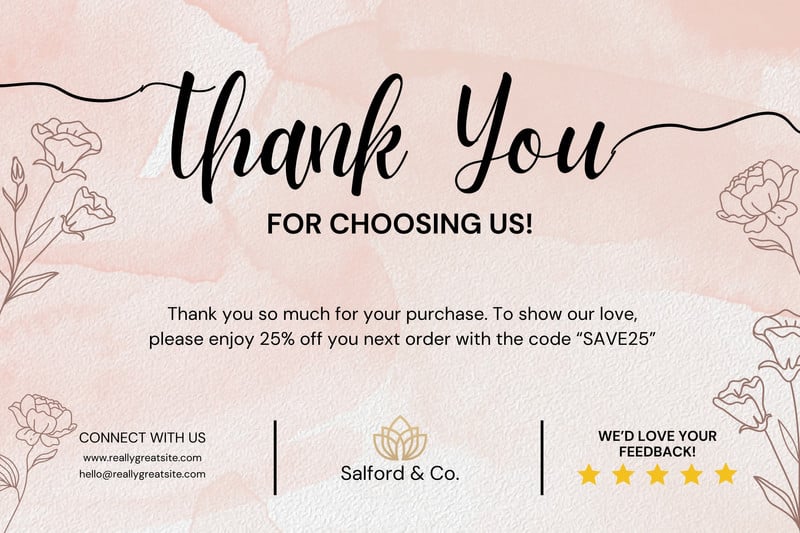 Thank You
FOR CHOOSING US!
Thank you so much for your purchase. To show our love,
please enjoy 25% off you next order with the code “SAVE25”
CONNECT WITH US
www.reallygreatsite.com
hello@reallygreatsite.com
Salford & Co.
WE’D LOVE YOUR
FEEDBACK!